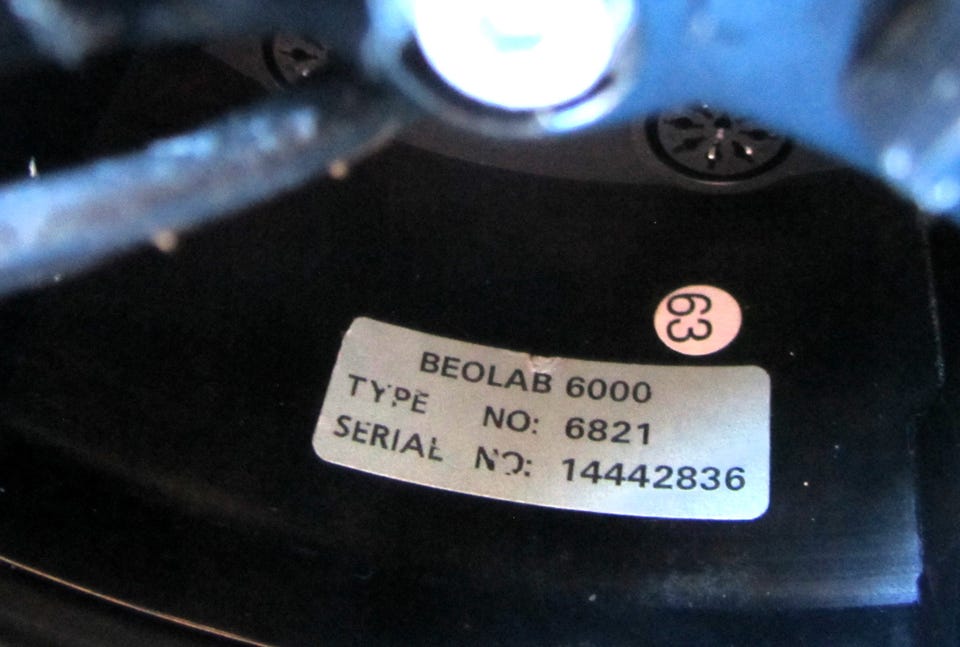 63
BEOLAB 6000
TYPE NO: 6821
SERIAL NO: 14442836